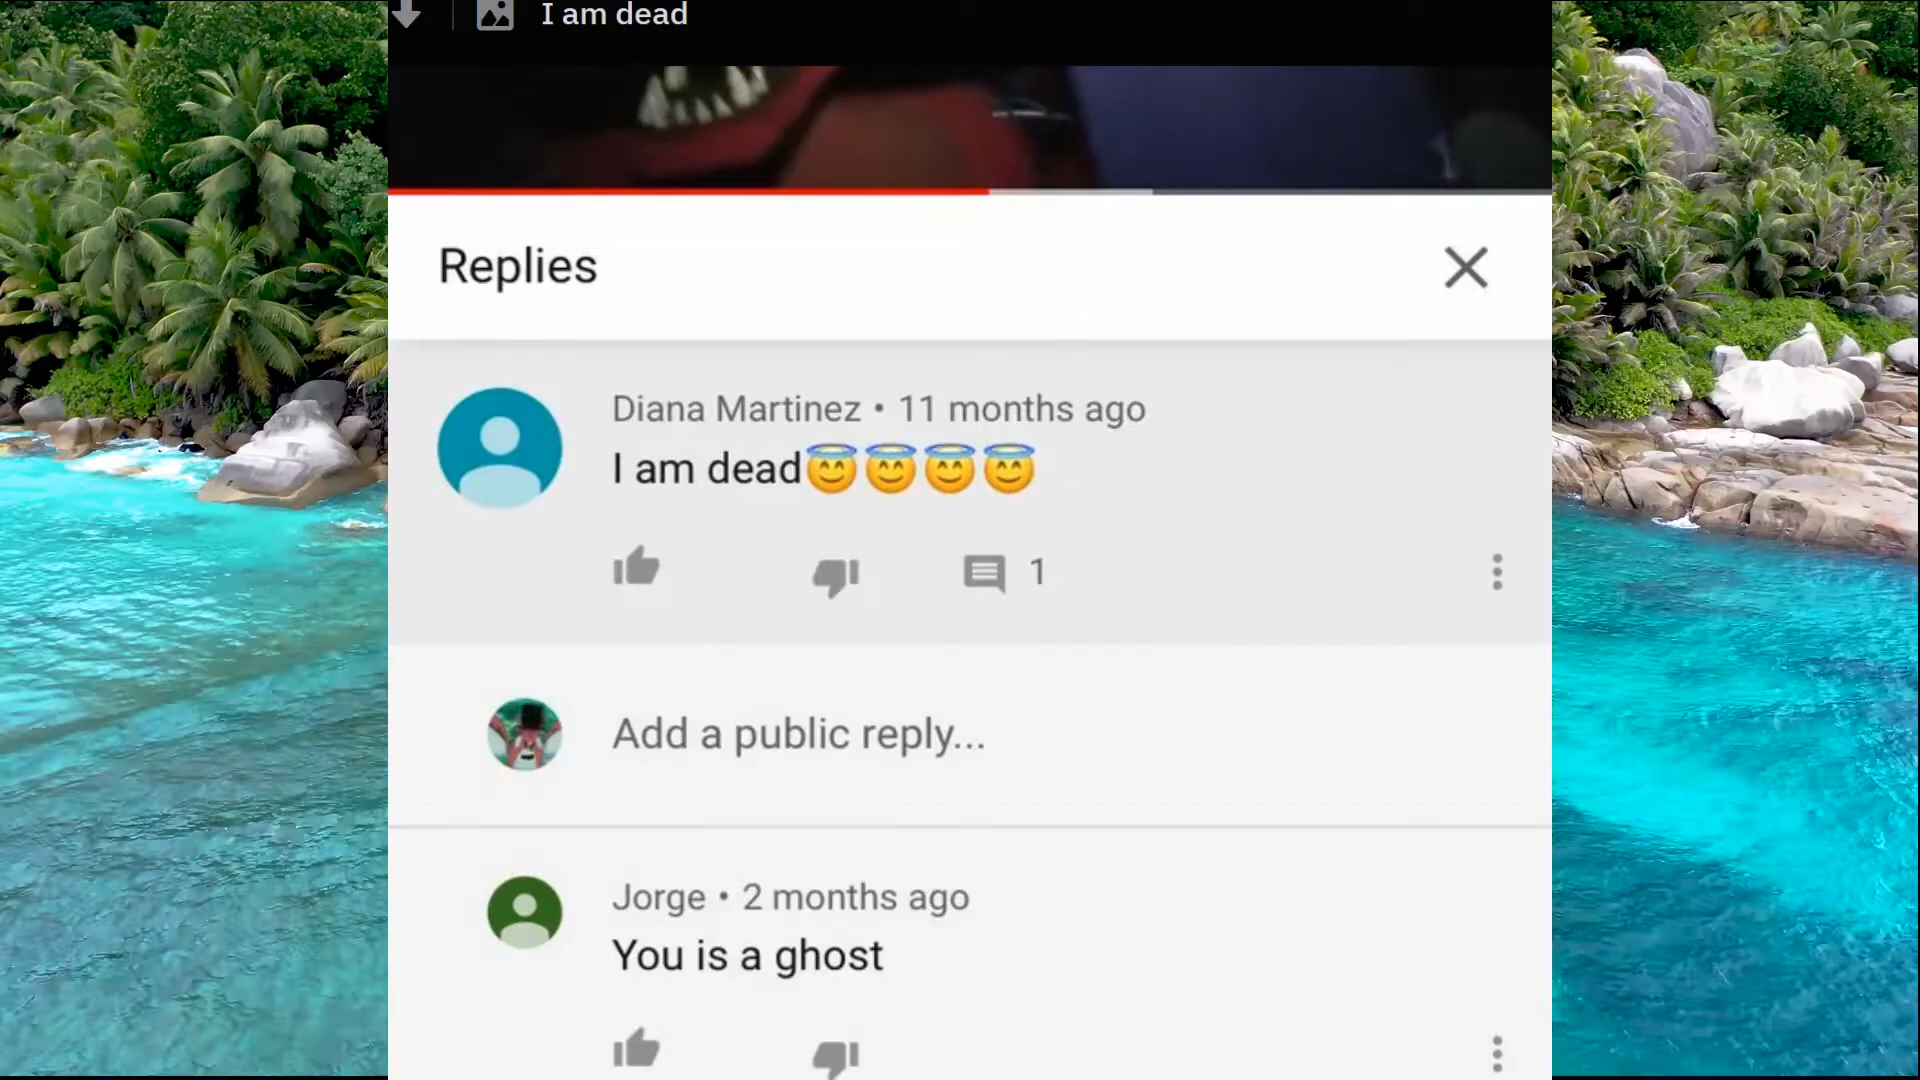 I am dead
Replies
Diana Martinez • 11 months ago
I am dead😇😇😇😇
1
Add a public reply...
Jorge • 2 months ago
You is a ghost